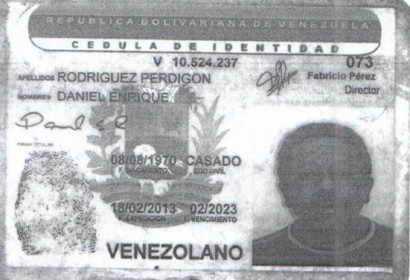 REPUBLICA BOLIVARIANA DE VENEZUELA
CEDULA DE IDENTIDAD
V 10.524.237 073
APELLIDOS RODRIGUEZ PERDIGON Fabricio Pérez
NOMBRES DANIEL ENRIQUE Director
FIRMA TITULAR
08/08/1970 CASADO
F. NACIMIENTO EDO CIVIL
18/02/2013 02/2023
F. EXPEDICION F. VENCIMIENTO
VENEZOLANO